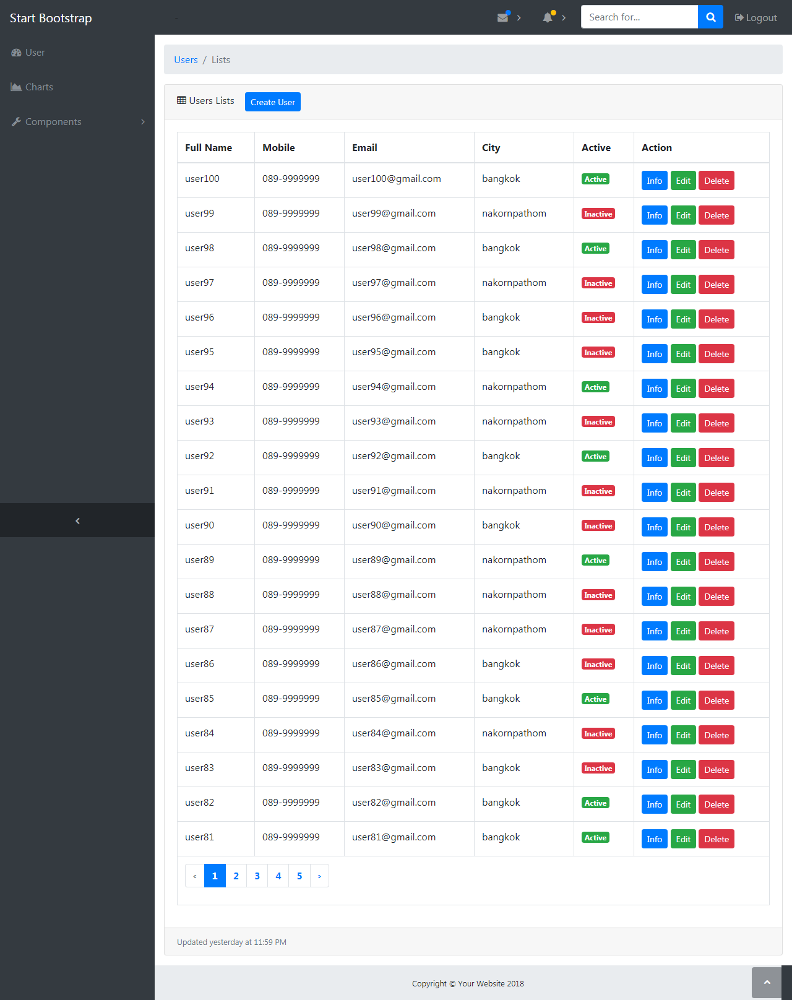 Start Bootstrap
Search for...
Logout
User
Charts
Components
Users / Lists
Users Lists Create User
Full Name Mobile Email City Active Action
user100 089-9999999 user100@gmail.com bangkok Active Info Edit Delete
user99 089-9999999 user99@gmail.com nakornpathom Inactive Info Edit Delete
user98 089-9999999 user98@gmail.com bangkok Active Info Edit Delete
user97 089-9999999 user97@gmail.com nakornpathom Inactive Info Edit Delete
user96 089-9999999 user96@gmail.com bangkok Inactive Info Edit Delete
user95 089-9999999 user95@gmail.com bangkok Inactive Info Edit Delete
user94 089-9999999 user94@gmail.com nakornpathom Active Info Edit Delete
user93 089-9999999 user93@gmail.com nakornpathom Inactive Info Edit Delete
user92 089-9999999 user92@gmail.com bangkok Active Info Edit Delete
user91 089-9999999 user91@gmail.com nakornpathom Inactive Info Edit Delete
user90 089-9999999 user90@gmail.com bangkok Inactive Info Edit Delete
user89 089-9999999 user89@gmail.com nakornpathom Active Info Edit Delete
user88 089-9999999 user88@gmail.com nakornpathom Inactive Info Edit Delete
user87 089-9999999 user87@gmail.com nakornpathom Inactive Info Edit Delete
user86 089-9999999 user86@gmail.com bangkok Inactive Info Edit Delete
user85 089-9999999 user85@gmail.com bangkok Active Info Edit Delete
user84 089-9999999 user84@gmail.com nakornpathom Inactive Info Edit Delete
user83 089-9999999 user83@gmail.com bangkok Inactive Info Edit Delete
user82 089-9999999 user82@gmail.com bangkok Active Info Edit Delete
user81 089-9999999 user81@gmail.com bangkok Active Info Edit Delete
‹ 1 2 3 4 5 ›
Updated yesterday at 11:59 PM
Copyright © Your Website 2018